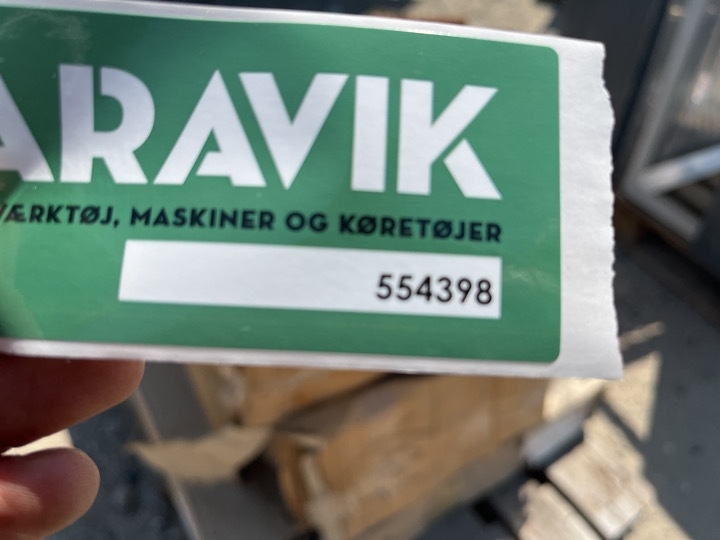 ARAVIK
VÆRKTØJ, MASKINER OG KØRETØJER
554398